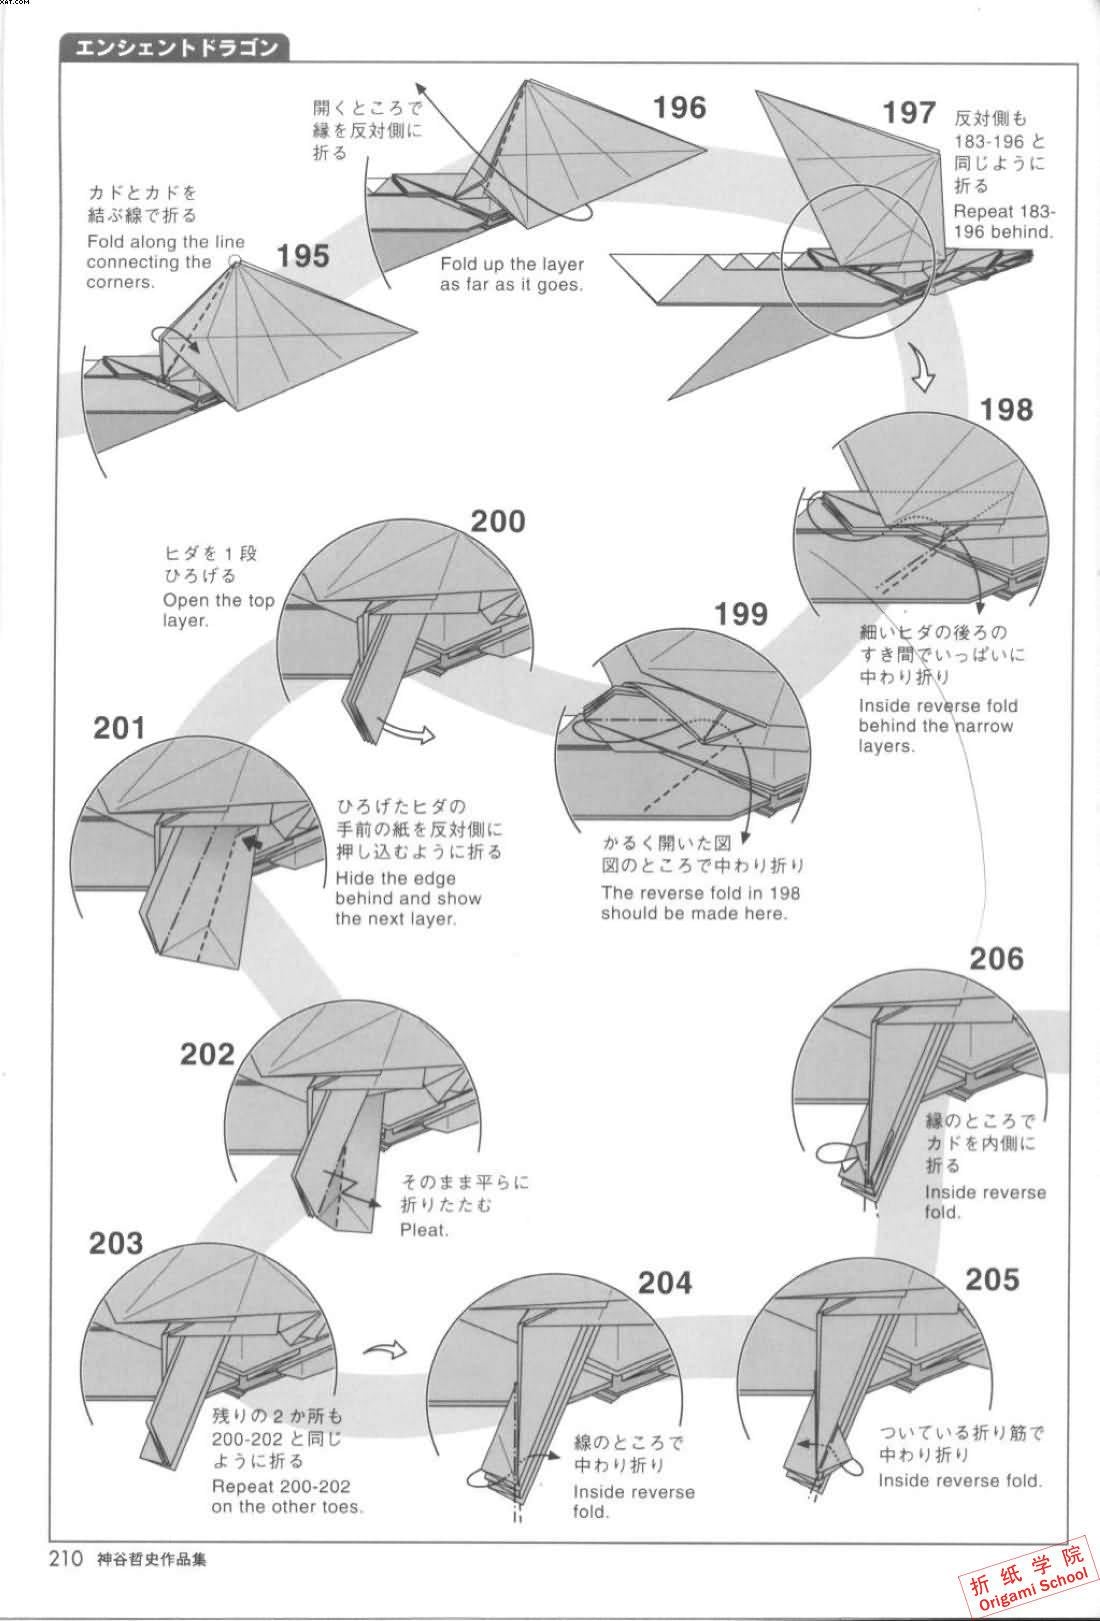 XAT.COM
エンシェントドラゴン
開くところで
縁を反対側に
折る
196
Fold up the layer
as far as it goes.
197
反対側も
183-196 と
同じように
折る
Repeat 183-
196 behind.
カドとカドを
結ぶ線で折る
Fold along the line
connecting the
corners.
195
198
細いヒダの後ろの
すき間でいっぱいに
中わり折り
Inside reverse fold
behind the narrow
layers.
199
かるく開いた図
図のところで中わり折り
The reverse fold in 198
should be made here.
200
ヒダを1段
ひろげる
Open the top
layer.
201
ひろげたヒダの
手前の紙を反対側に
押し込むように折る
Hide the edge
behind and show
the next layer.
202
そのまま平らに
折りたたむ
Pleat.
203
残りの2か所も
200-202 と同じ
ように折る
Repeat 200-202
on the other toes.
204
線のところで
中わり折り
Inside reverse
fold.
205
ついている折り筋で
中わり折り
Inside reverse fold.
206
縁のところで
カドを内側に
折る
Inside reverse
fold.
210 神谷哲史作品集
折纸学院
Origami School